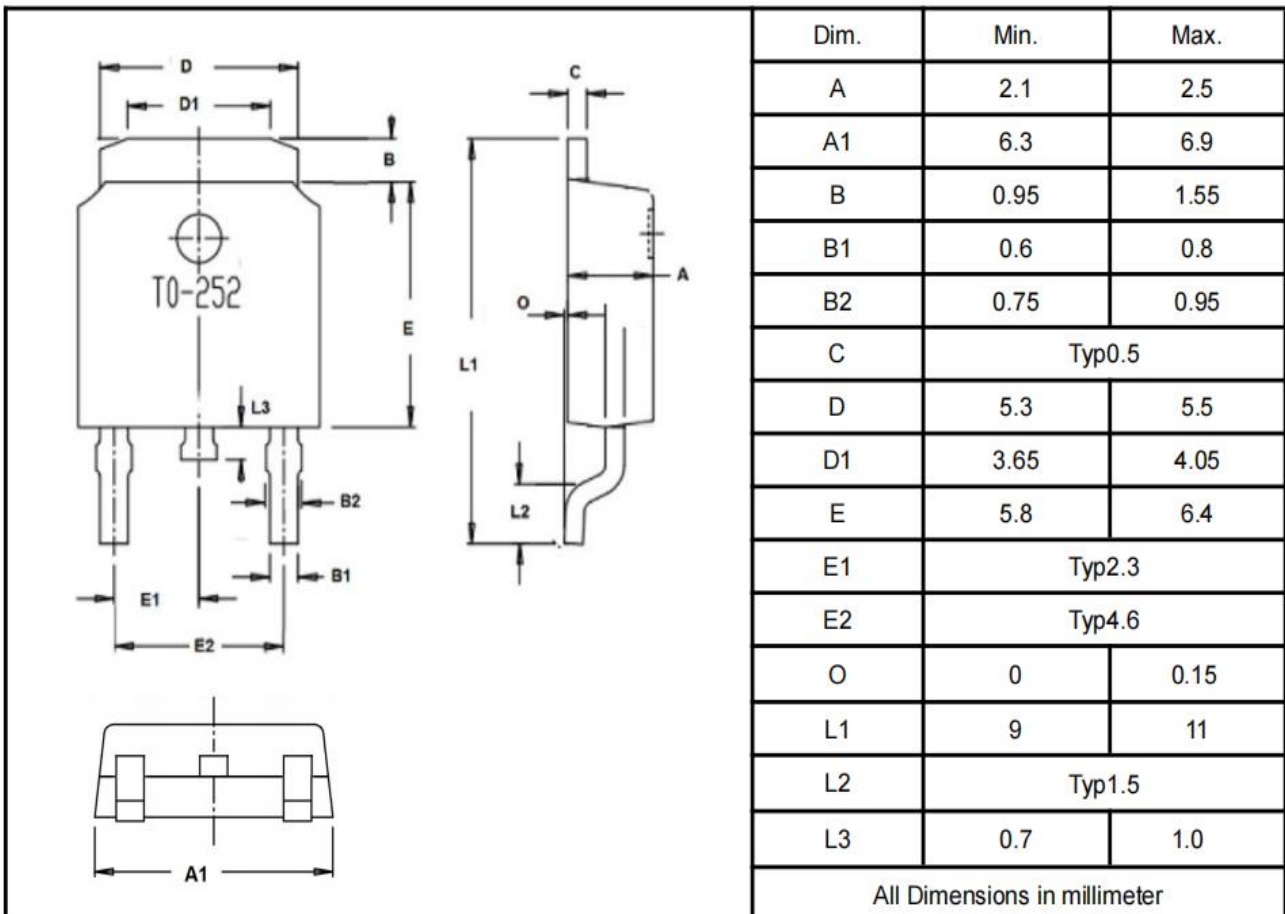 D
D1
B
TO-252
E
L3
B2
B1
E1
E2
A1
C
A
O
L1
L2
Dim. Min. Max.
A 2.1 2.5
A1 6.3 6.9
B 0.95 1.55
B1 0.6 0.8
B2 0.75 0.95
C Typ0.5
D 5.3 5.5
D1 3.65 4.05
E 5.8 6.4
E1 Typ2.3
E2 Typ4.6
O 0 0.15
L1 9 11
L2 Typ1.5
L3 0.7 1.0
All Dimensions in millimeter